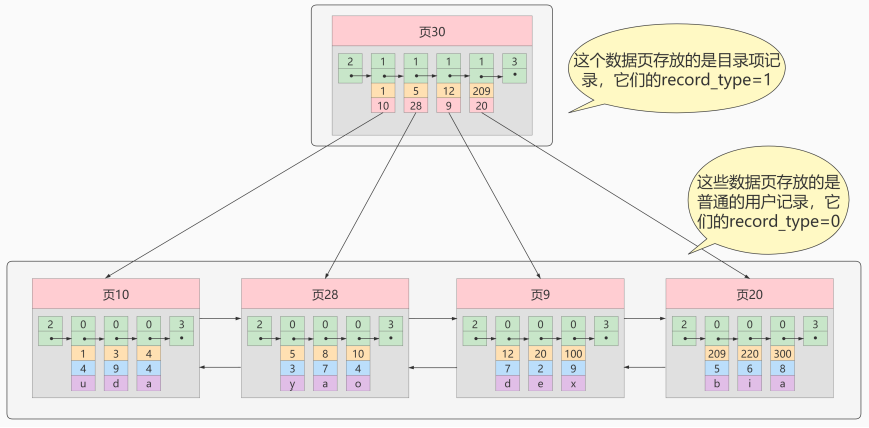 页30
2 1 1 1 1 3
1 5 12 209
10 28 9 20
这个数据页存放的是目录项记
录，它们的record_type=1
这些数据页存放的是
普通的用户记录，它
们的record_type=0
页10
2 0 0 0 3
1 3 4
4 9 4
u d a
页28
2 0 0 0 3
5 8 10
3 7 4
y a o
页9
2 0 0 0 3
12 20 100
7 2 9
d e x
页20
2 0 0 0 3
209 220 300
5 6 8
b i a